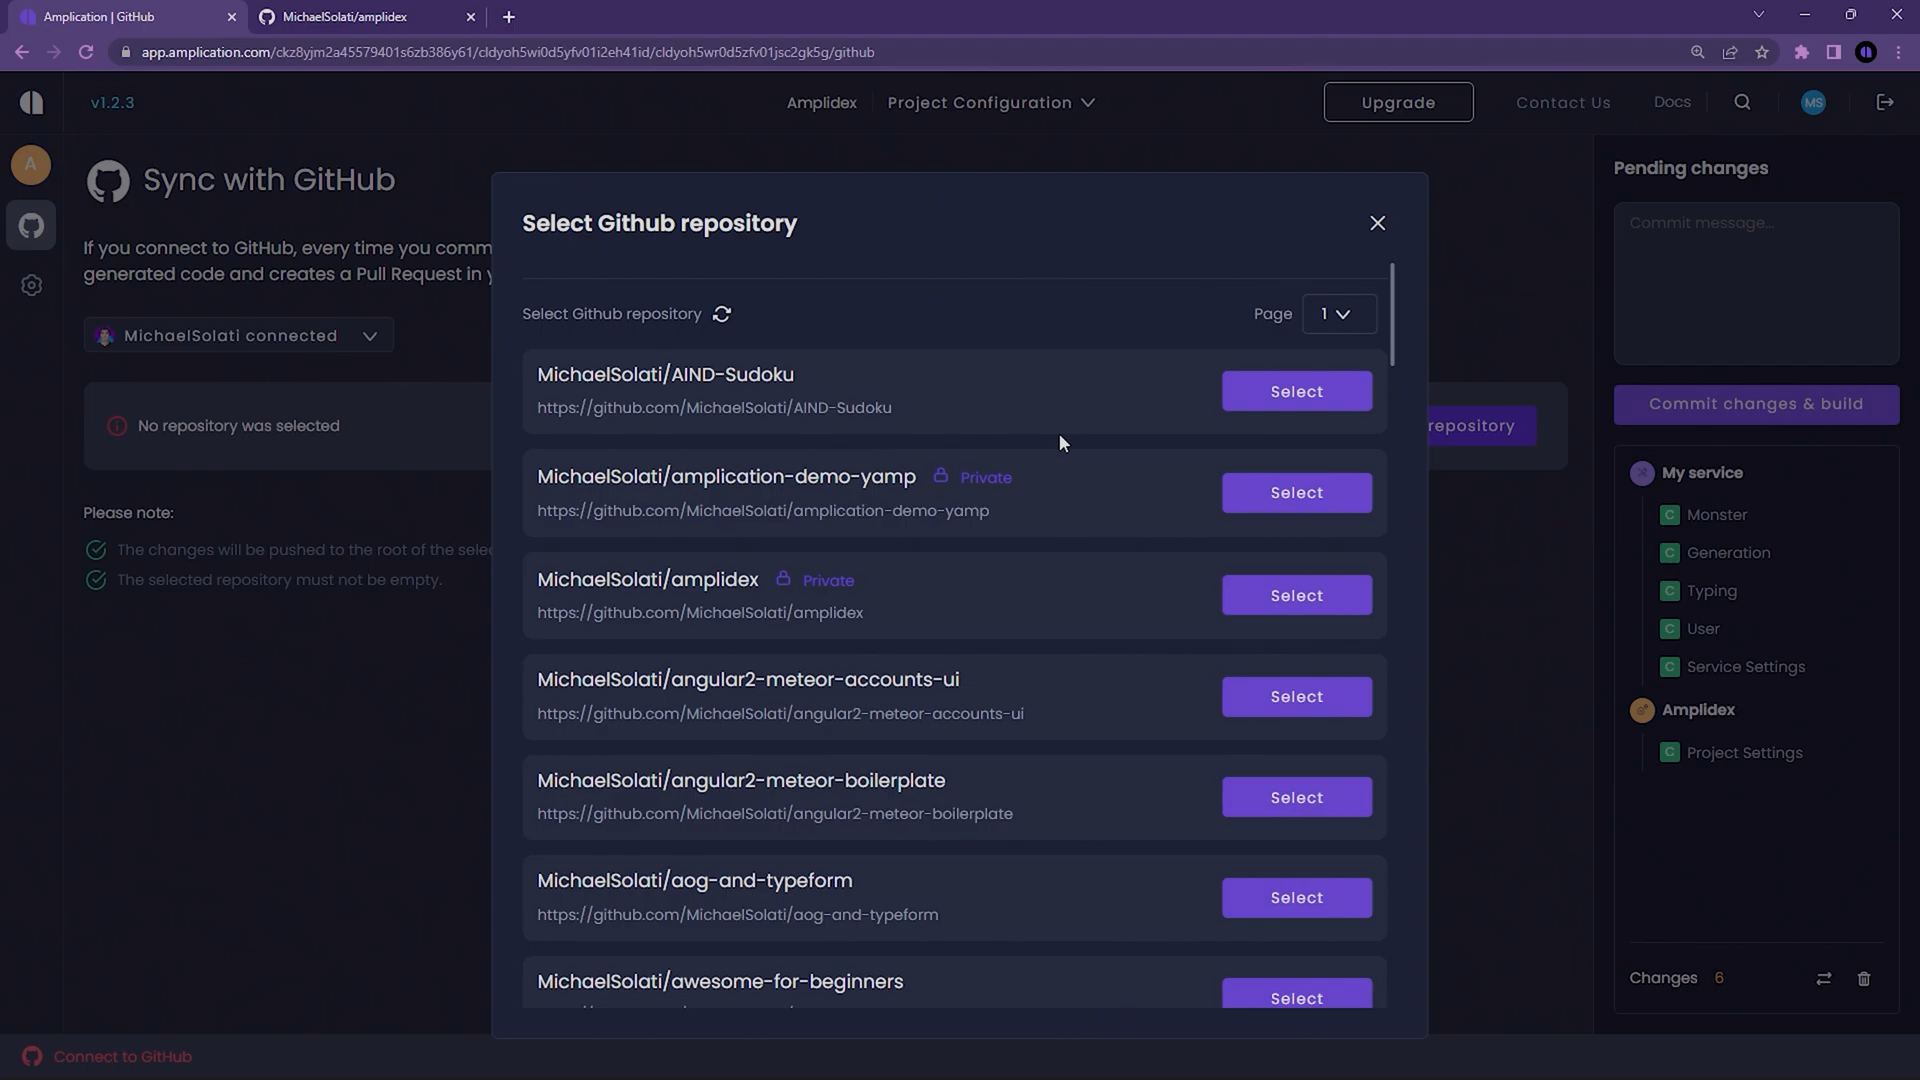 Amplication | GitHub
MichaelSolati/amplidex
app.amplication.com/ckz8yjm2a45579401s6zb386y61/cldyoh5wi0d5yfv01i2eh41id/cldyoh5wr0d5zfv01jsc2gk5g/github
v1.2.3
Amplidex
Project Configuration
Upgrade
Contact Us
Docs
MS
A
Sync with GitHub
If you connect to GitHub, every time you comm
generated code and creates a Pull Request in y
MichaelSolati connected
No repository was selected
repository
Please note:
The changes will be pushed to the root of the selec
The selected repository must not be empty.
Select Github repository
Select Github repository
Page 1
MichaelSolati/AIND-Sudoku
https://github.com/MichaelSolati/AIND-Sudoku
Select
MichaelSolati/amplication-demo-yamp Private
https://github.com/MichaelSolati/amplication-demo-yamp
Select
MichaelSolati/amplidex Private
https://github.com/MichaelSolati/amplidex
Select
MichaelSolati/angular2-meteor-accounts-ui
https://github.com/MichaelSolati/angular2-meteor-accounts-ui
Select
MichaelSolati/angular2-meteor-boilerplate
https://github.com/MichaelSolati/angular2-meteor-boilerplate
Select
MichaelSolati/aog-and-typeform
https://github.com/MichaelSolati/aog-and-typeform
Select
MichaelSolati/awesome-for-beginners
Select
Pending changes
Commit message...
Commit changes & build
My service
C Monster
C Generation
C Typing
C User
C Service Settings
Amplidex
C Project Settings
Changes 6
Connect to GitHub